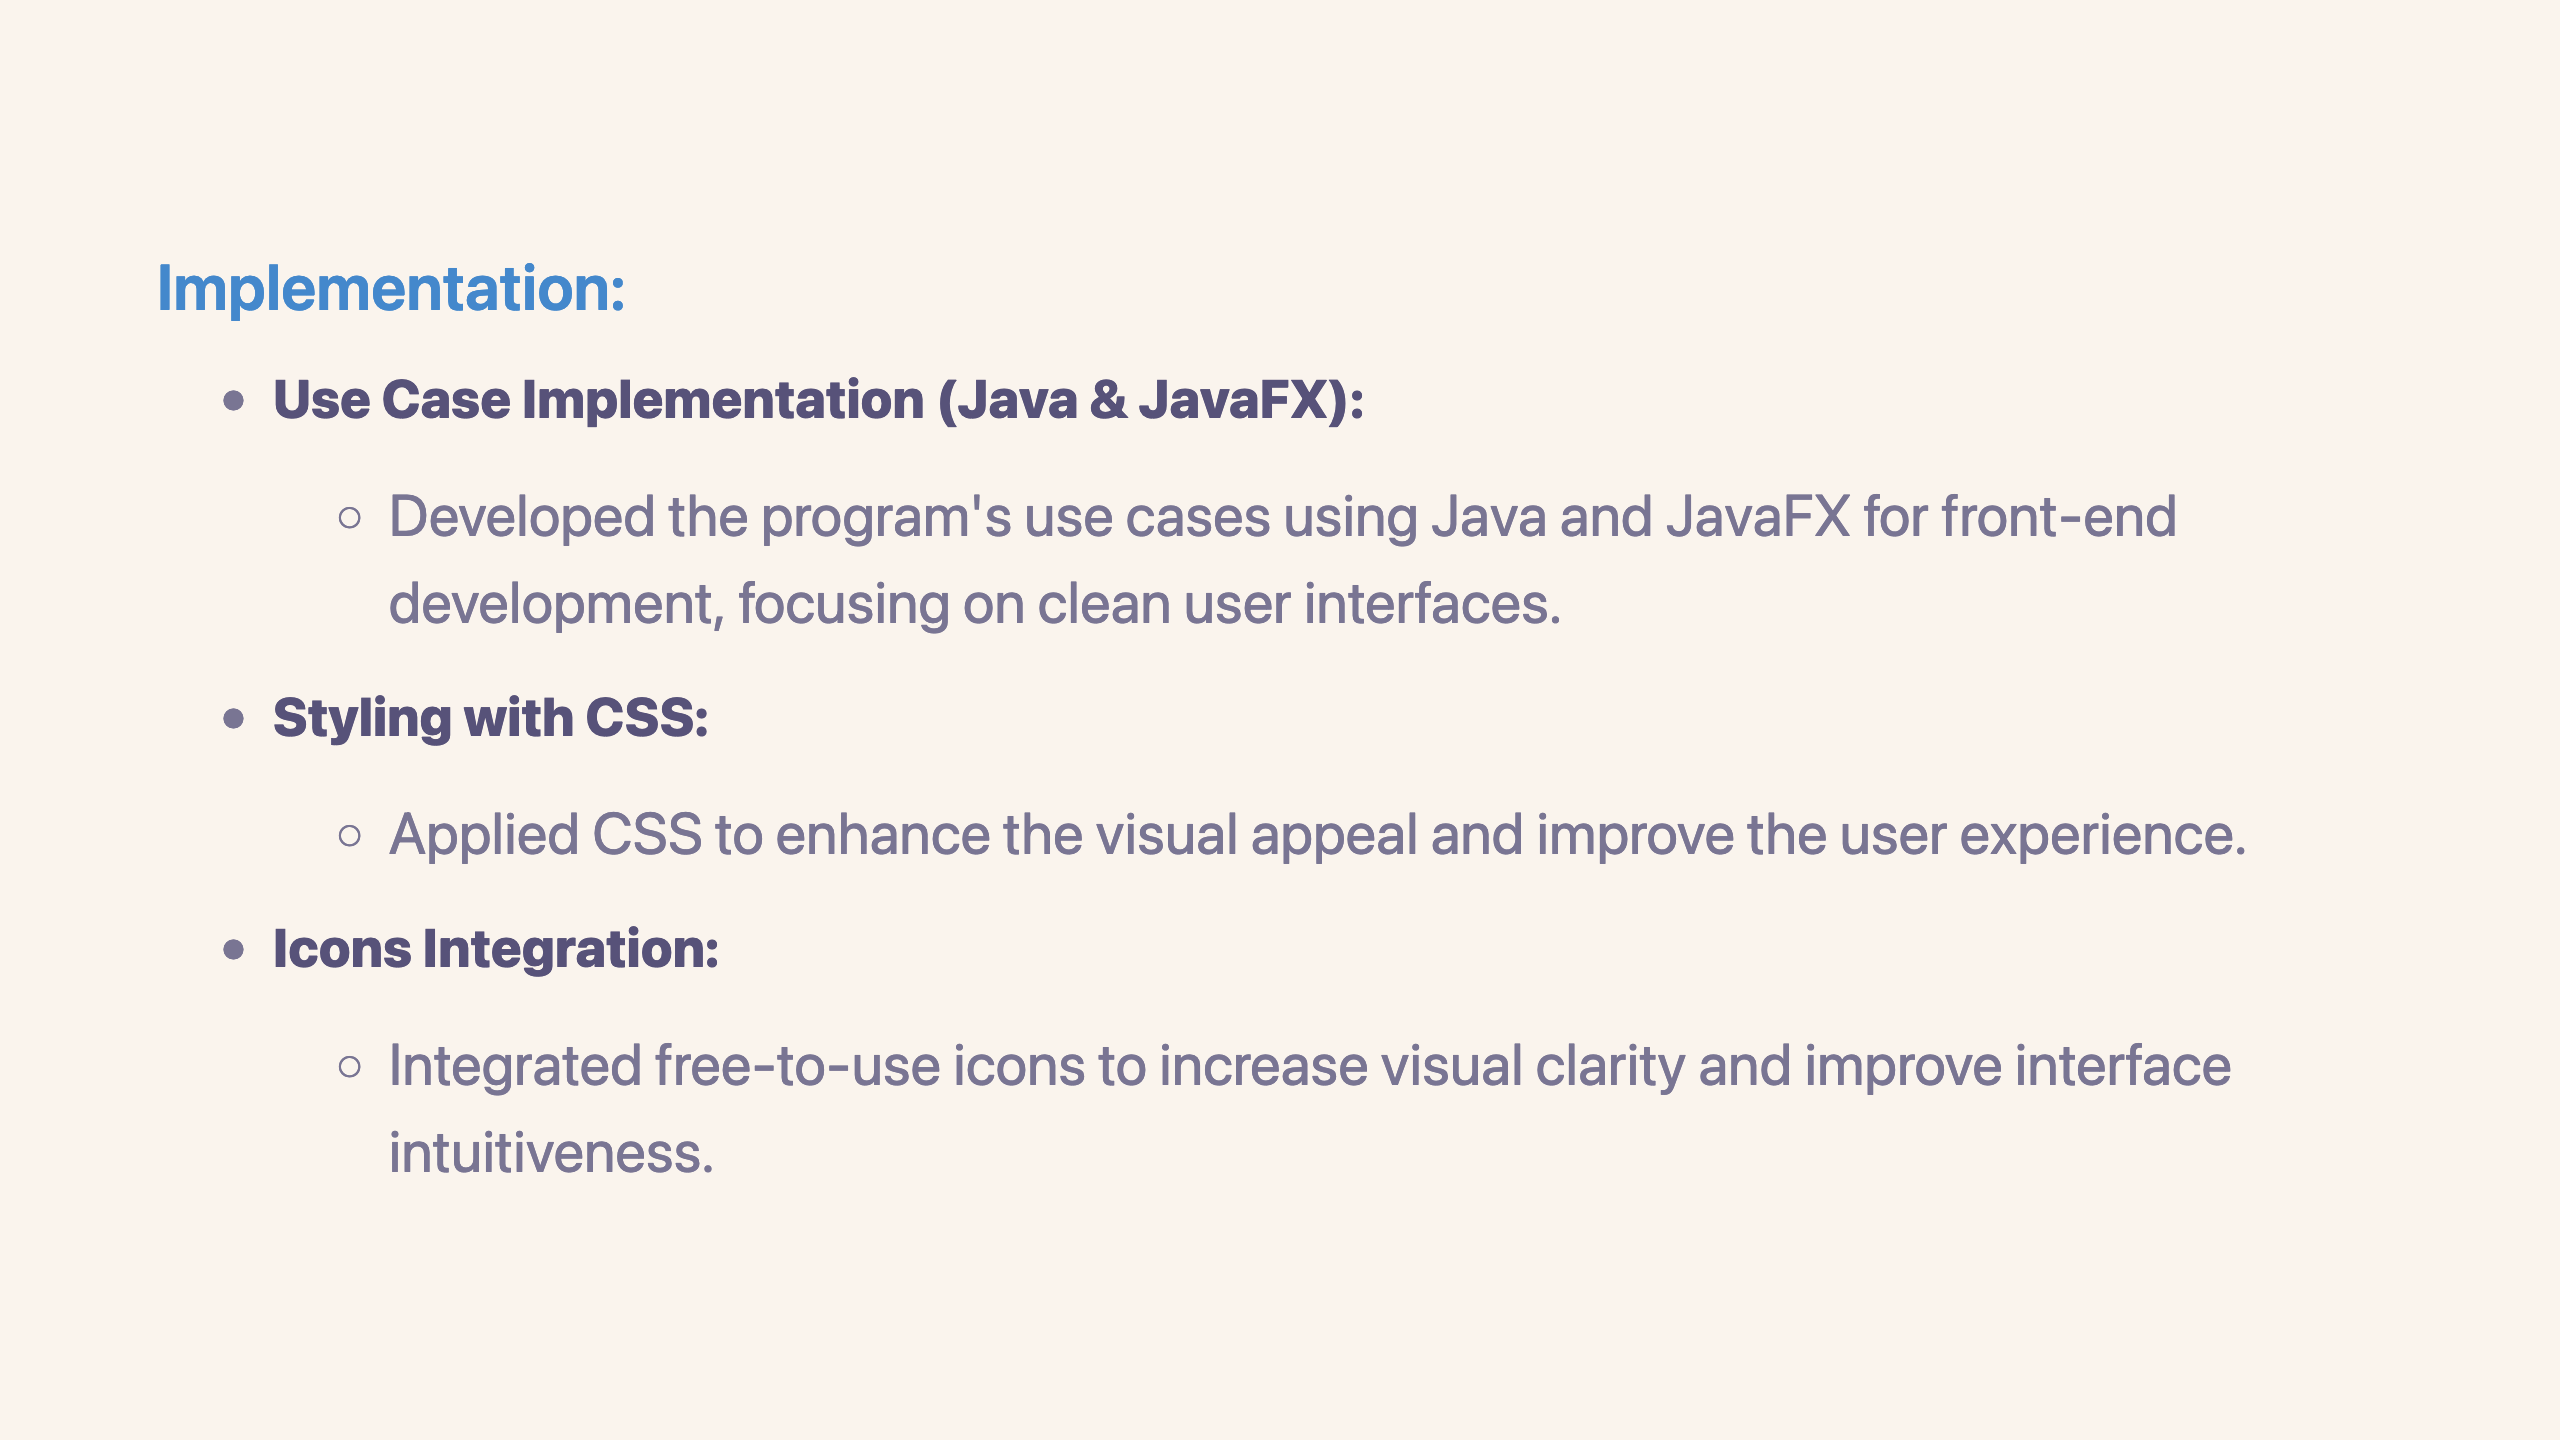 Implementation:
Use Case Implementation (Java & JavaFX):
Developed the program's use cases using Java and JavaFX for front-end
development, focusing on clean user interfaces.
Styling with CSS:
Applied CSS to enhance the visual appeal and improve the user experience.
Icons Integration:
Integrated free-to-use icons to increase visual clarity and improve interface
intuitiveness.